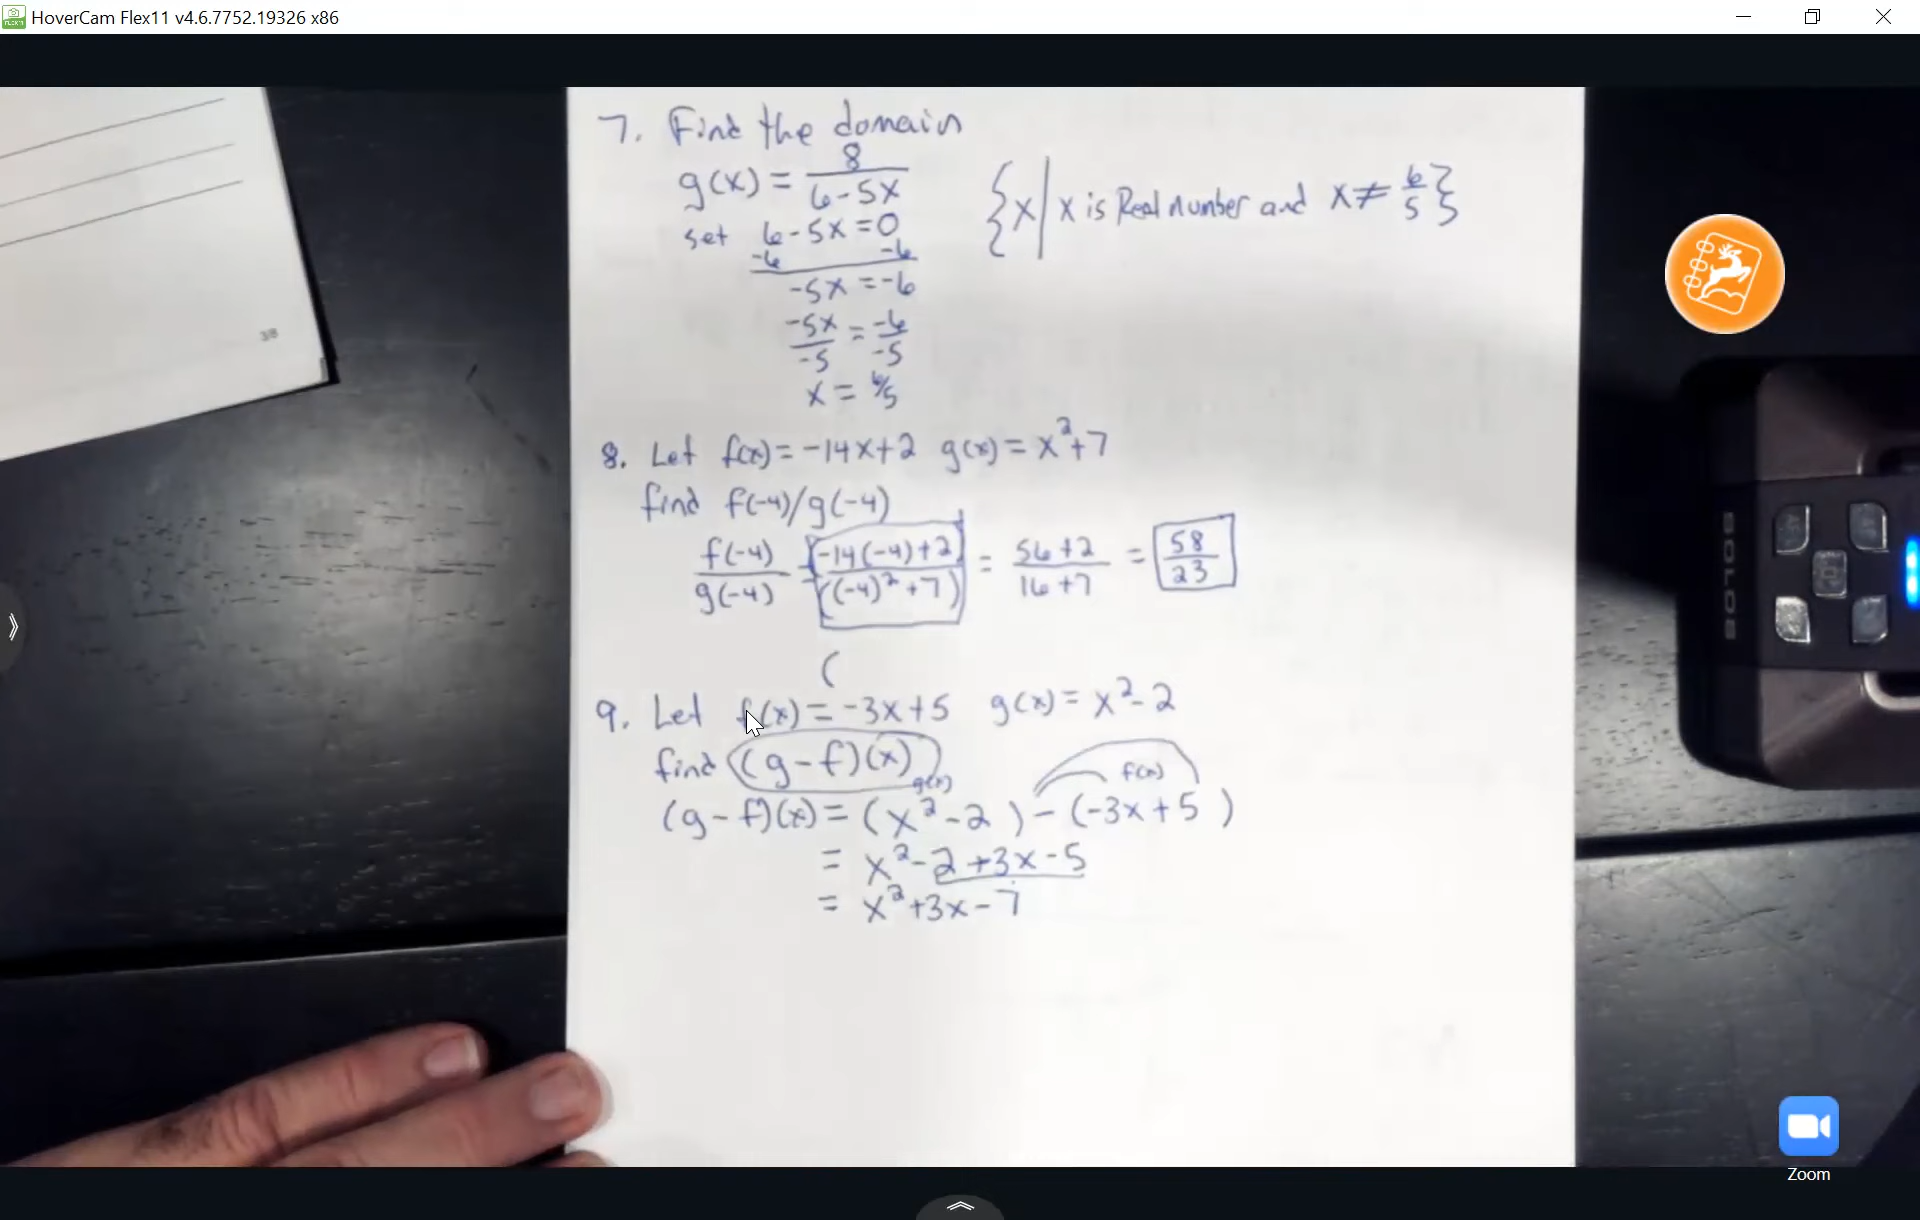 HoverCam Flex11 v4.6.7752.19326 x86
7. Find the domain
g(x) = 8/(6-5x)
{x | x is Real number and x ≠ 6/5}
set 6-5x=0
-6 -6
-5x = -6
-5x/-5 = -6/-5
x = 6/5
8. Let f(x) = -14x+2 g(x) = x²+7
find f(-4)/g(-4)
f(-4)/g(-4) = (-14(-4)+2)/((-4)²+7) = (56+2)/(16+7) = 58/23
(
9. Let f(x) = -3x+5 g(x) = x²-2
find (g-f)(x)
g(x) f(x)
(g-f)(x) = (x²-2) - (-3x+5)
= x²-2+3x-5
= x²+3x-7
38
SOLO8
Zoom